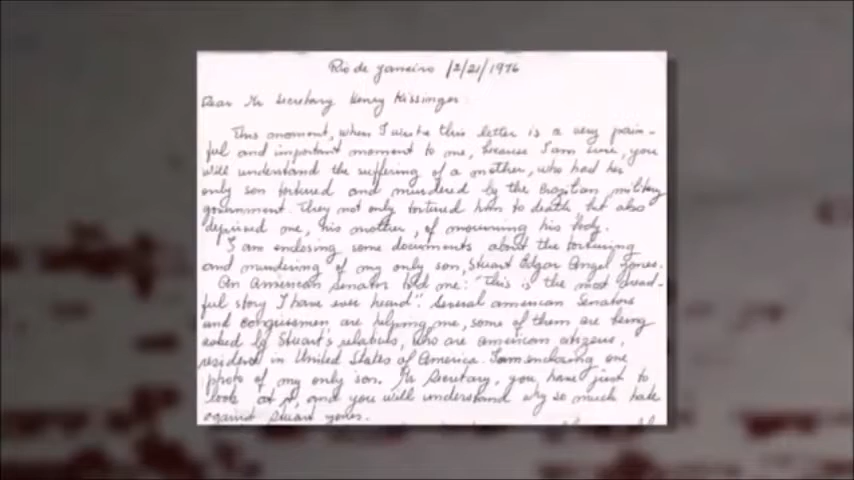 Rio de Janeiro 12/21/1976
Dear Mr Secretary Henry Kissinger:
This moment, when I write this letter is a very pain-
ful and important moment to me, because I am sure, you
will understand the suffering of a mother, who had her
only son tortured and murdered by the Brazilian military
government. They not only tortured him to death but also
deprived me, his mother, of mourning his body.
I am enclosing some documents about the torturing
and murdering of my only son, Stuart Edgar Angel Jones.
An American Senator told me: "This is the most dread-
ful story I have ever heard". Several american Senators
and Congressmen are helping me, some of them are being
asked by Stuart's relatives, who are american citizens,
resident in United States of America. I am enclosing one
photo of my only son. Mr Secretary, you have just to
look at it, and you will understand why so much hate
against Stuart Jones.